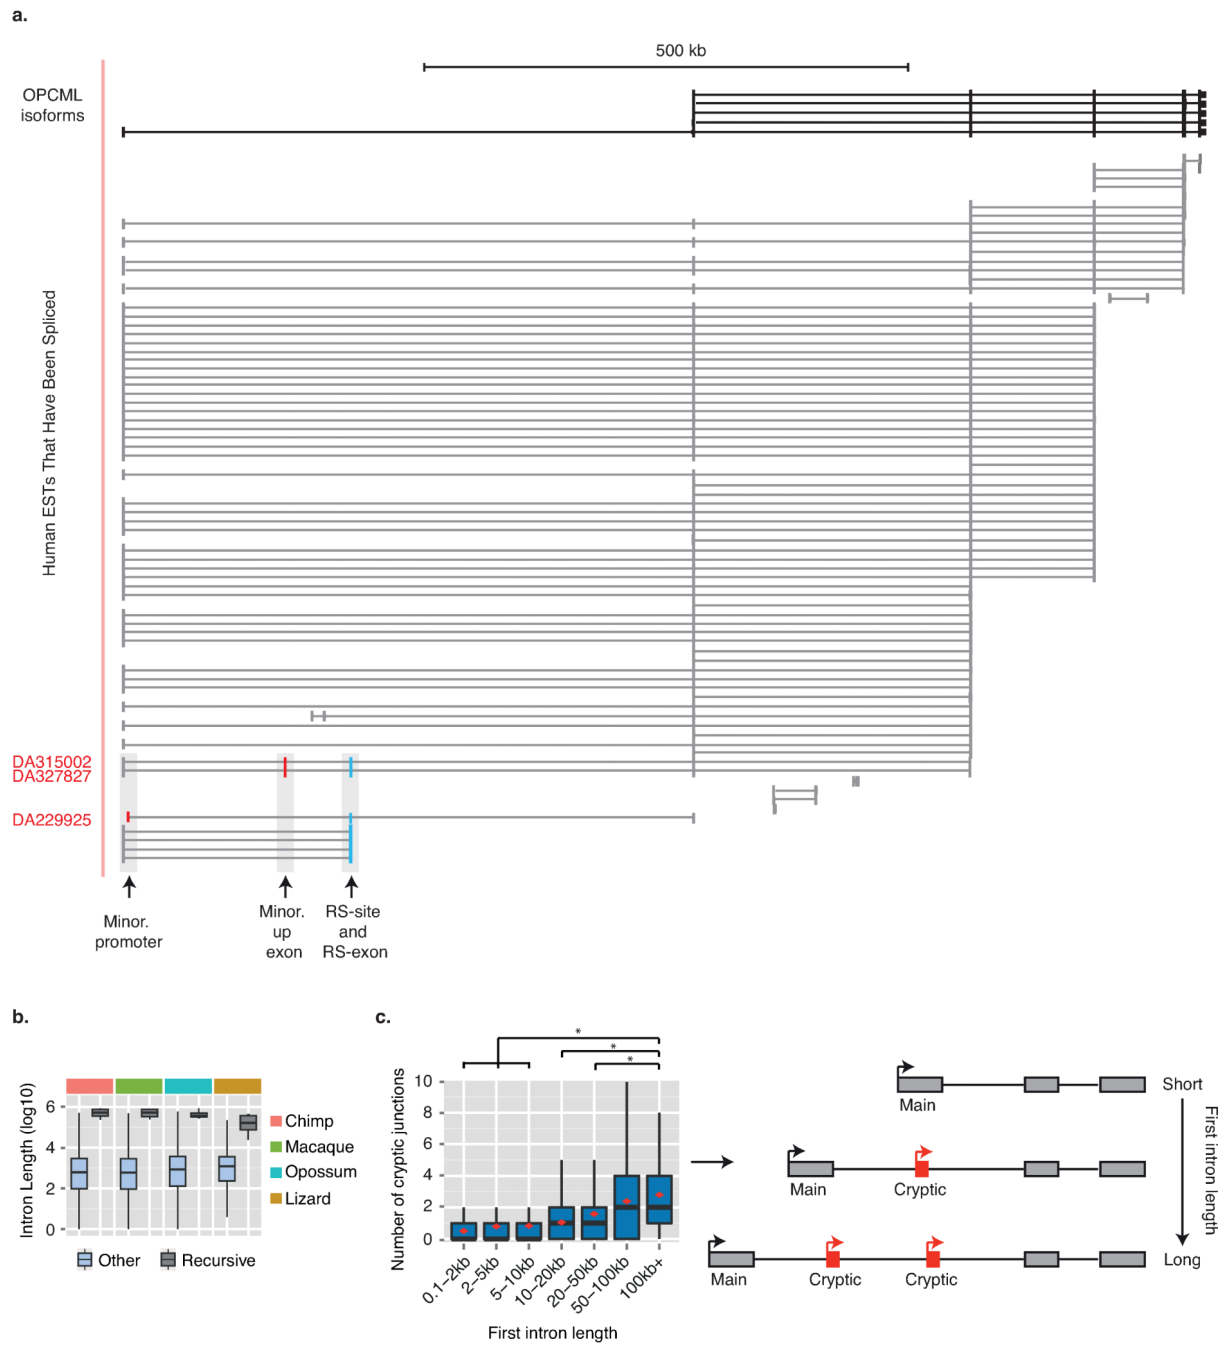 a.
500 kb
OPCML
isoforms
Human ESTs That Have Been Spliced
DA315002
DA327827
DA229925
Minor.
promoter
Minor.
up
exon
RS-site
and
RS-exon
b.
Intron Length (log10)
6
4
2
0
Chimp
Macaque
Opossum
Lizard
Other
Recursive
c.
*
*
*
Number of cryptic junctions
10
8
6
4
2
0
0.1–2kb
2–5kb
5–10kb
10–20kb
20–50kb
50–100kb
100kb+
First intron length
Main
Short
Main
Cryptic
Main
Cryptic
Cryptic
Long
First intron length